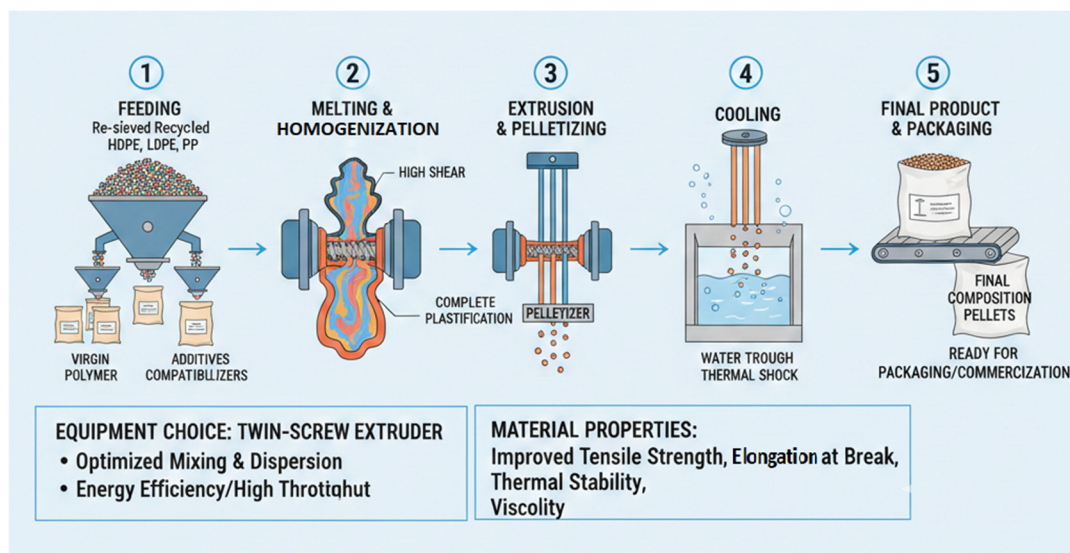 1
FEEDING
Re-sieved Recycled
HDPE, LDPE, PP
VIRGIN
POLYMER
ADDITIVES
COMPATIBLLIZERS
2
MELTING &
HOMOGENIZATION
HIGH SHEAR
COMPLETE
PLASTIFICATION
3
EXTRUSION
& PELLETIZING
PELLETIZER
4
COOLING
WATER TROUGH
THERMAL SHOCK
5
FINAL PRODUCT
& PACKAGING
FINAL
COMPOSITION
PELLETS
READY FOR
PACKAGING/COMMERCIZATION
EQUIPMENT CHOICE: TWIN-SCREW EXTRUDER
• Optimized Mixing & Dispersion
• Energy Efficiency/High Throtiqhut
MATERIAL PROPERTIES:
Improved Tensile Strength, Elongation at Break,
Thermal Stability,
Viscolity